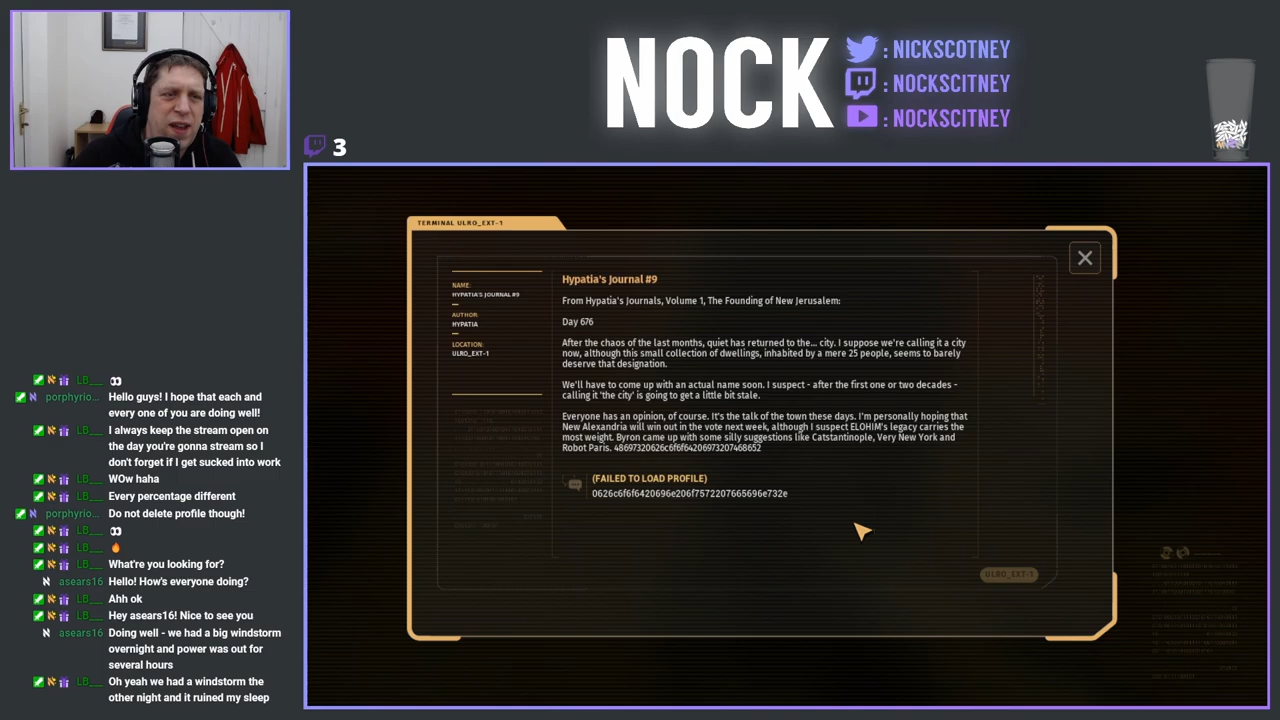 NOCK
: NICKSCOTNEY
: NOCKSCITNEY
: NOCKSCITNEY
3
TERMINAL ULRO_EXT-1
NAME:
HYPATIA'S JOURNAL #9
AUTHOR:
HYPATIA
LOCATION:
ULRO_EXT-1
Hypatia's Journal #9
From Hypatia's Journals, Volume 1, The Founding of New Jerusalem:
Day 676
After the chaos of the last months, quiet has returned to the... city. I suppose we're calling it a city
now, although this small collection of dwellings, inhabited by a mere 25 people, seems to barely
deserve that designation.
We'll have to come up with an actual name soon. I suspect - after the first one or two decades -
calling it 'the city' is going to get a little bit stale.
Everyone has an opinion, of course. It's the talk of the town these days. I'm personally hoping that
New Alexandria will win out in the vote next week, although I suspect ELOHIM's legacy carries the
most weight. Byron came up with some silly suggestions like Catstantinople, Very New York and
Robot Paris. 48697320626c6f6f64206973207468652
(FAILED TO LOAD PROFILE)
0626c6f6f6420696e206f7572207665696e732e
ULRO_EXT-1
LB__
porphyrio... Hello guys! I hope that each and
every one of you are doing well!
LB__ I always keep the stream open on
the day you're gonna stream so I
don't forget if I get sucked into work
LB__ WOw haha
LB__ Every percentage different
porphyrio... Do not delete profile though!
LB__
LB__
LB__ What're you looking for?
asears16 Hello! How's everyone doing?
LB__ Ahh ok
LB__ Hey asears16! Nice to see you
asears16 Doing well - we had a big windstorm
overnight and power was out for
several hours
LB__ Oh yeah we had a windstorm the
other night and it ruined my sleep